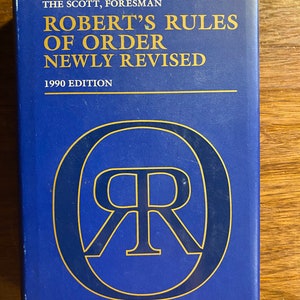 THE SCOTT, FORESMAN
ROBERT'S RULES
OF ORDER
NEWLY REVISED
1990 EDITION
RR